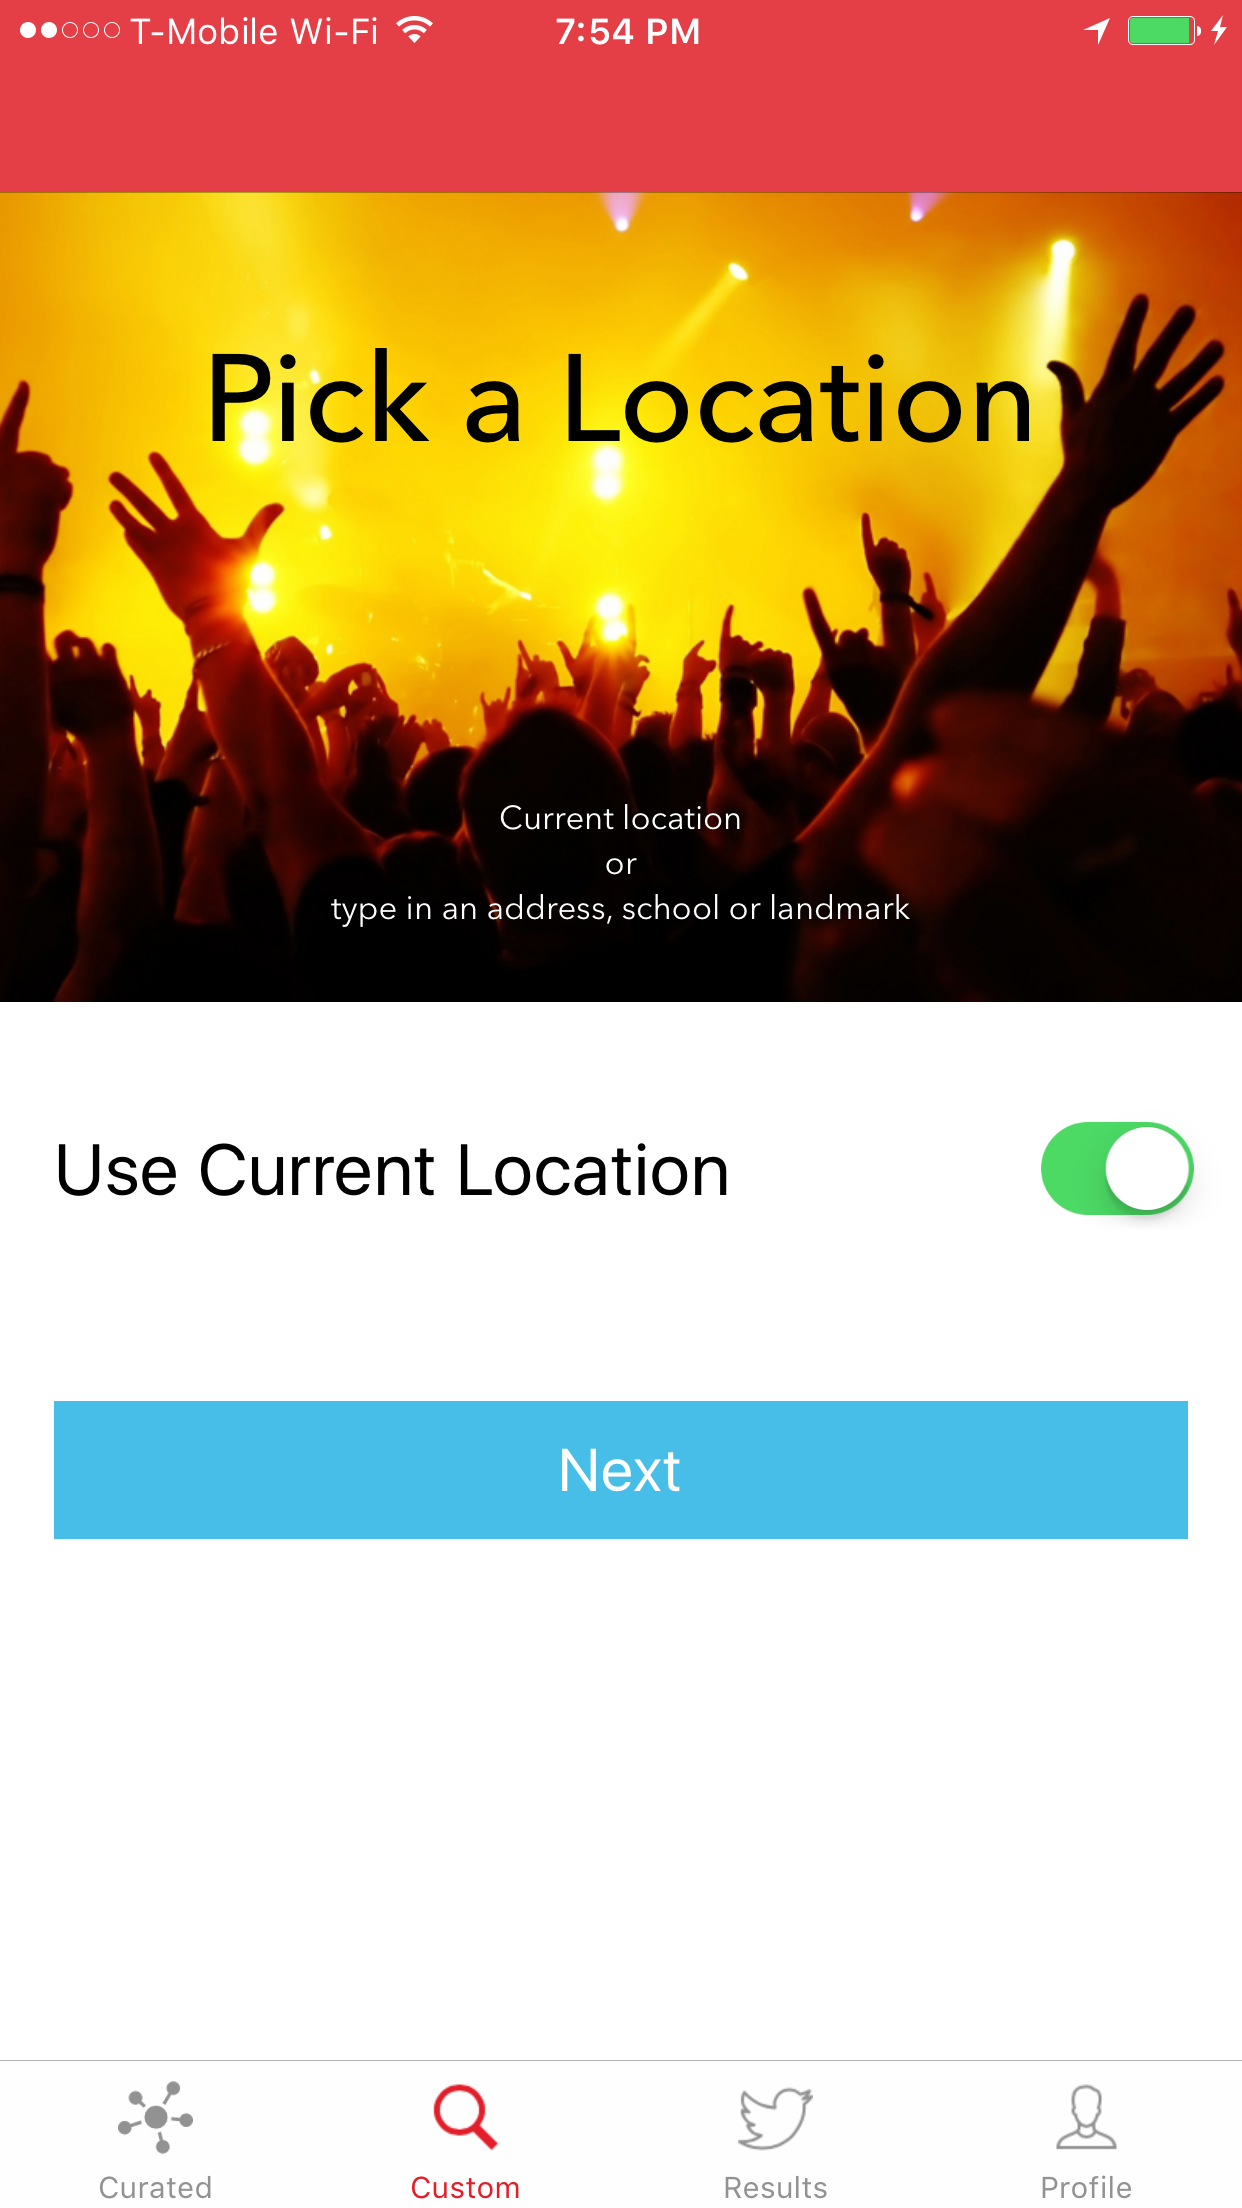 T-Mobile Wi-Fi 7:54 PM
Pick a Location
Current location
or
type in an address, school or landmark
Use Current Location
Next
Curated Custom Results Profile